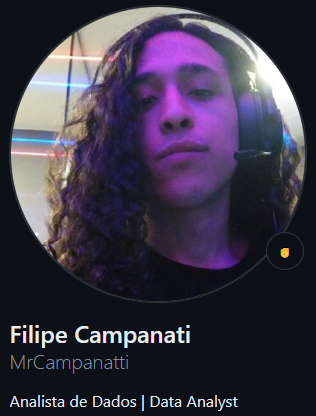 Filipe Campanati
MrCampanatti
Analista de Dados | Data Analyst